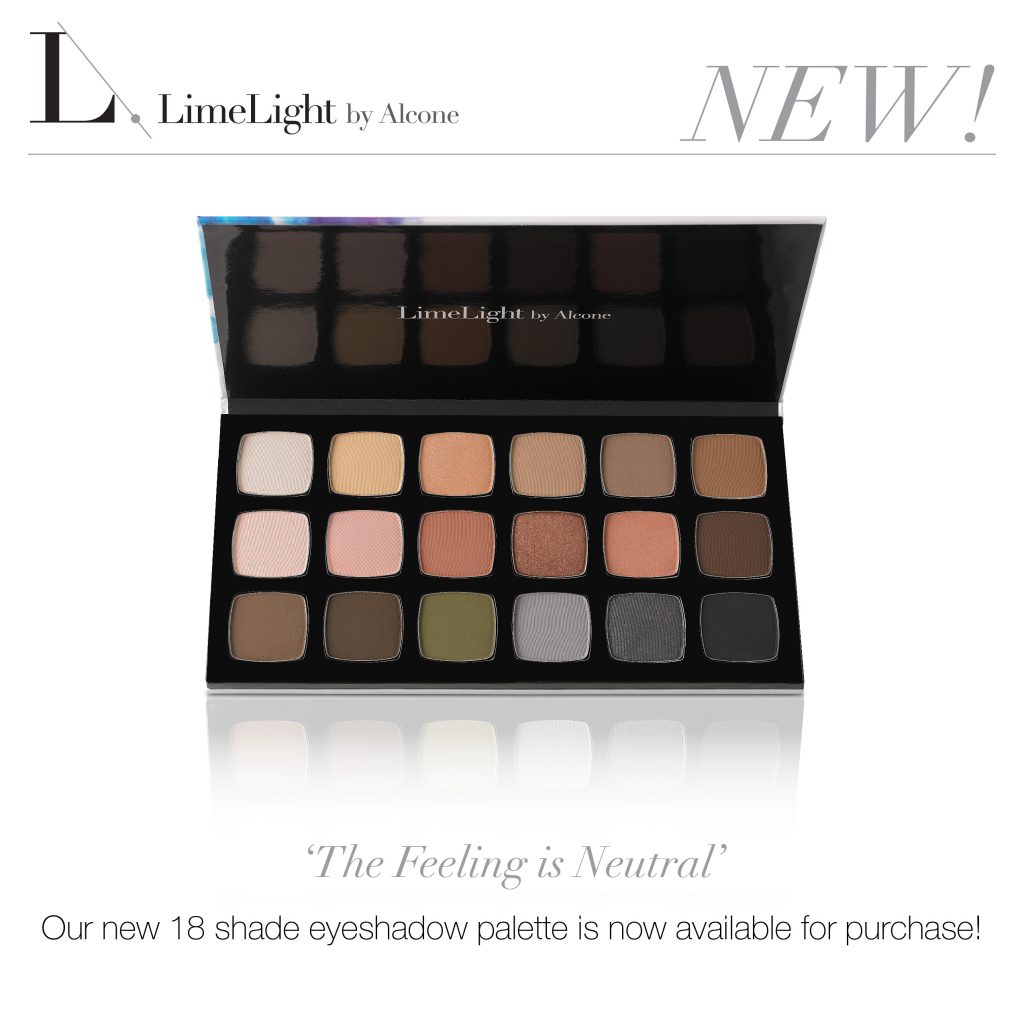 L.
LimeLight by Alcone
NEW!
LimeLight by Alcone
‘The Feeling is Neutral’
Our new 18 shade eyeshadow palette is now available for purchase!